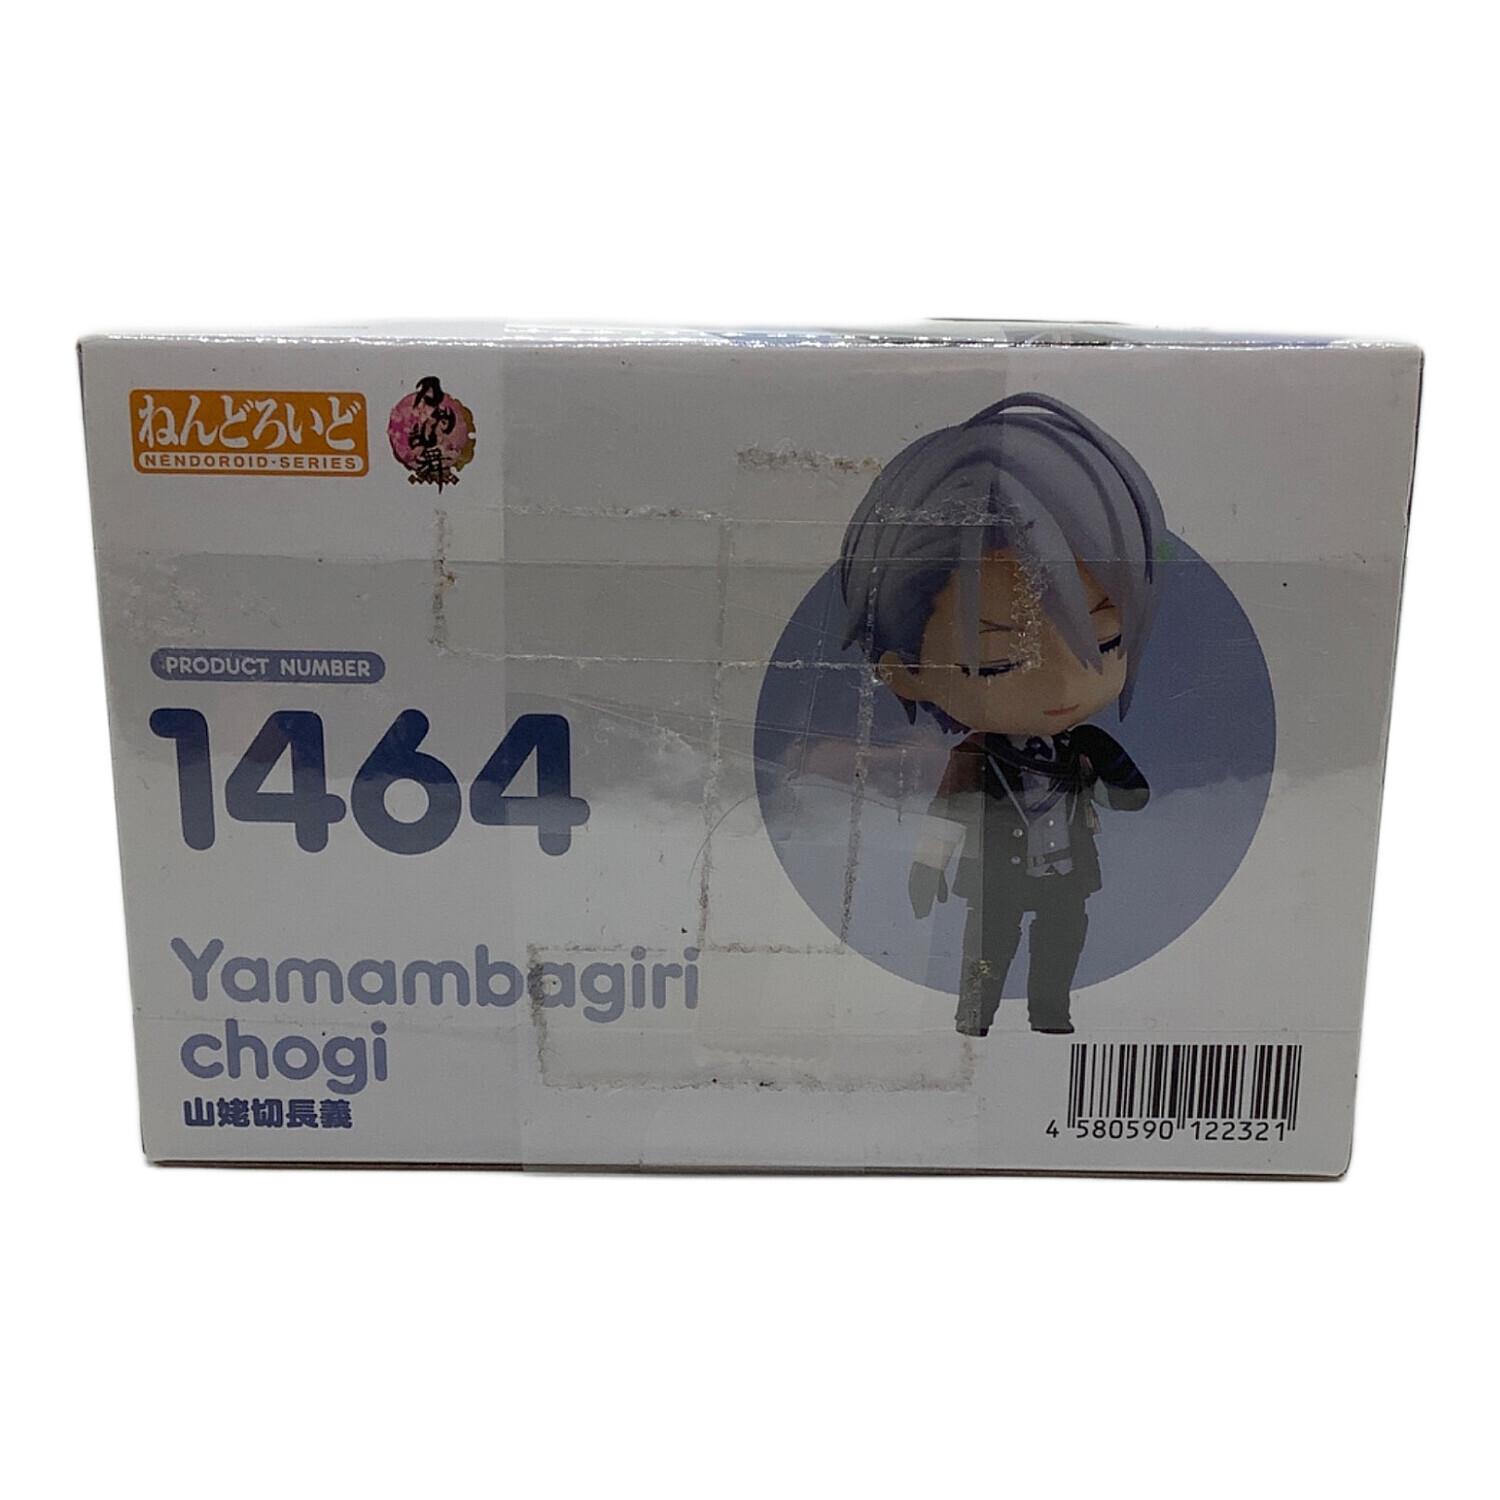 ねんどろいど
NENDOROID·SERIES
刀剣乱舞
PRODUCT NUMBER
1464
Yamambagiri
chogi
山姥切長義
4 580590 122321